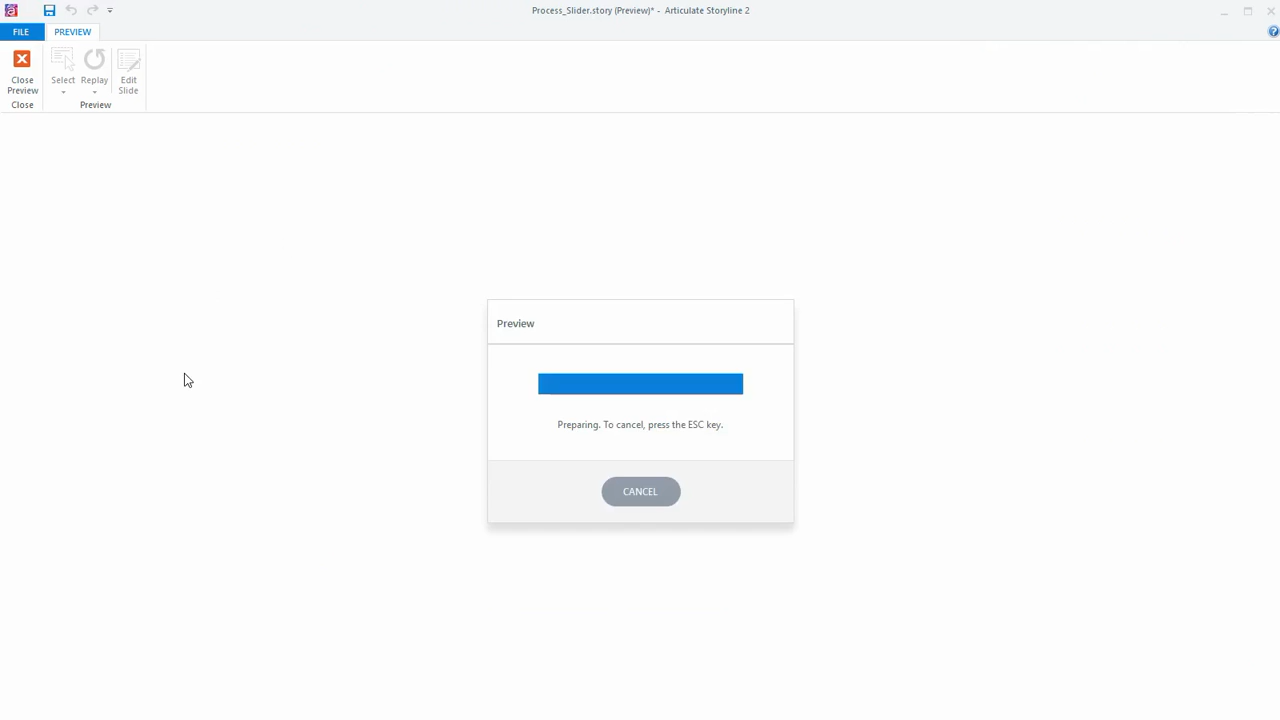 Process_Slider.story (Preview)* - Articulate Storyline 2
FILE
PREVIEW
Close Preview
Select
Replay
Edit Slide
Close
Preview
Preview
Preparing. To cancel, press the ESC key.
CANCEL